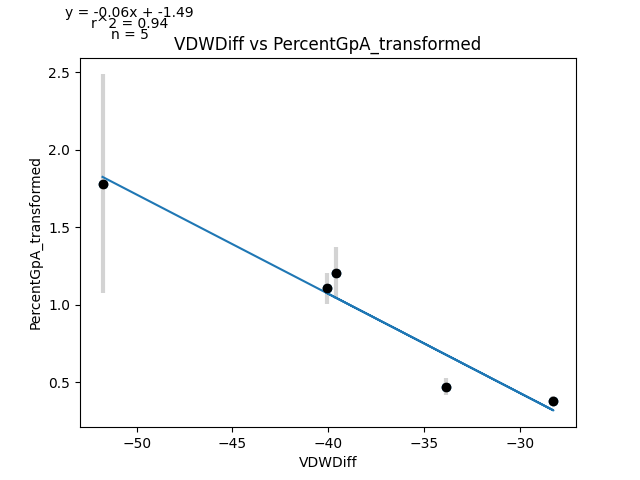 y = -0.06x + -1.49
r^2 = 0.94
n = 5
VDWDiff vs PercentGpA_transformed
PercentGpA_transformed
2.5
2.0
1.5
1.0
0.5
−50
−45
−40
−35
−30
VDWDiff